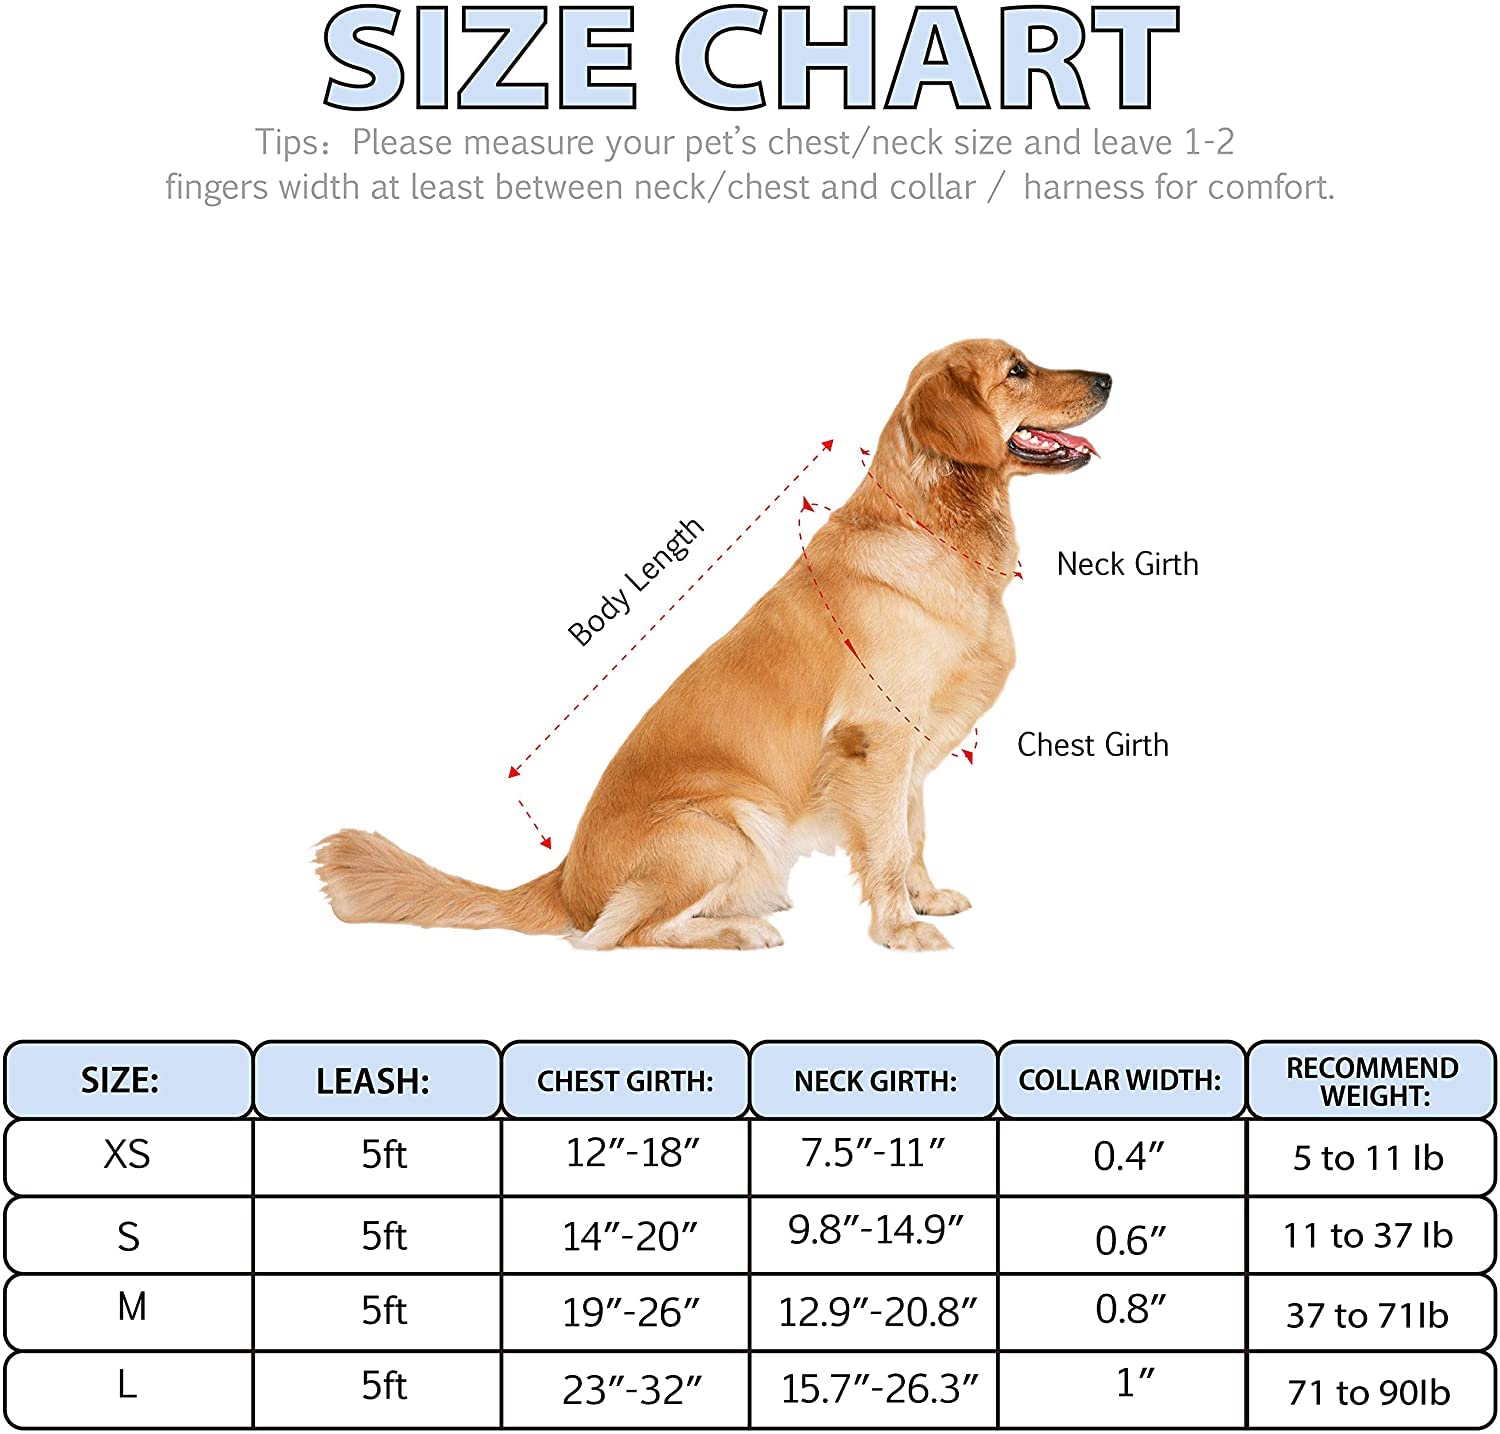 SIZE CHART
Tips：Please measure your pet’s chest/neck size and leave 1-2
fingers width at least between neck/chest and collar / harness for comfort.
Body Length
Neck Girth
Chest Girth
SIZE: LEASH: CHEST GIRTH: NECK GIRTH: COLLAR WIDTH: RECOMMEND WEIGHT:
XS 5ft 12”-18” 7.5”-11” 0.4” 5 to 11 lb
S 5ft 14”-20” 9.8”-14.9” 0.6” 11 to 37 lb
M 5ft 19”-26” 12.9”-20.8” 0.8” 37 to 71lb
L 5ft 23”-32” 15.7”-26.3” 1” 71 to 90lb